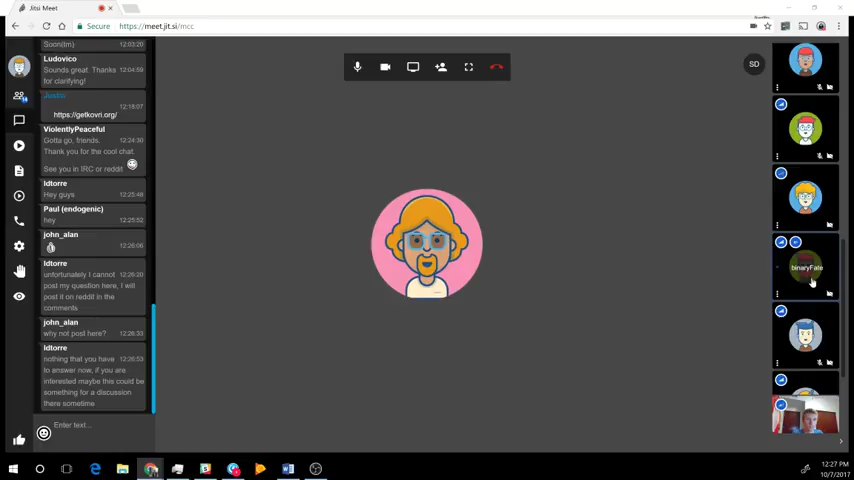 Jitsi Meet
Secure
https://meet.jit.si/mcc
Soon(tm)
12:03:20
Ludovico
Sounds great. Thanks
12:04:59
for clarifying!
12:18:07
https://getkovri.org/
ViolentlyPeaceful
Gotta go, friends.
12:24:30
Thank you for the cool chat.
See you in IRC or reddit
ldtorre
Hey guys
12:25:48
Paul (endogenic)
hey
12:25:52
john_alan
12:26:06
ldtorre
unfortunately I cannot
12:26:20
post my question here, I will
post it on reddit in the
comments
john_alan
why not post here?
12:26:33
ldtorre
nothing that you have
12:26:53
to answer now, if you are
interested maybe this could be
something for a discussion
there sometime
Enter text...
SD
binaryFate
12:27 PM
10/7/2017